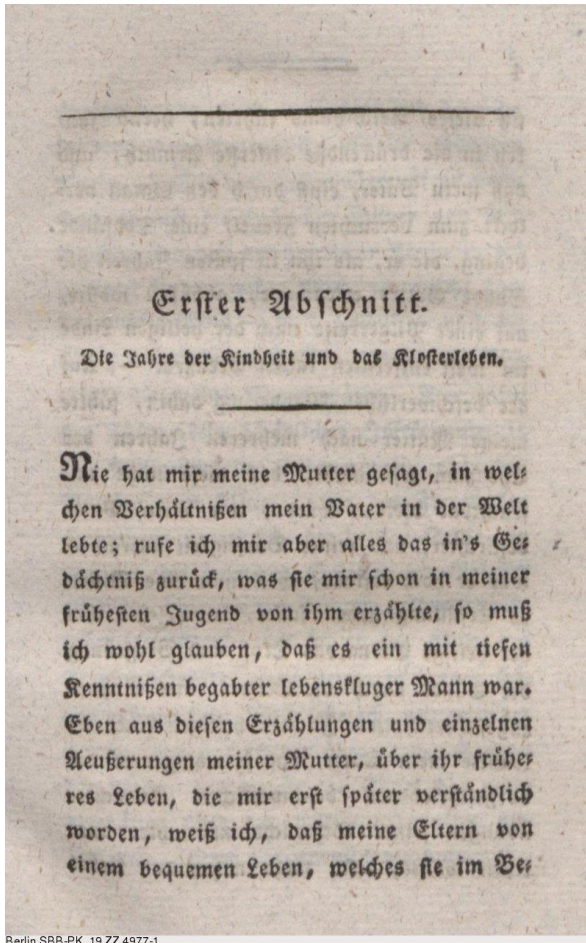 Erster Abschnitt.
Die Jahre der Kindheit und das Klosterleben.
Nie hat mir meine Mutter gesagt, in wel-
chen Verhältnißen mein Vater in der Welt
lebte; rufe ich mir aber alles das in's Ge-
dächtniß zurück, was sie mir schon in meiner
frühesten Jugend von ihm erzählte, so muß
ich wohl glauben, daß es ein mit tiefen
Kenntnißen begabter lebenskluger Mann war.
Eben aus diesen Erzählungen und einzelnen
Aeußerungen meiner Mutter, über ihr frühe-
res Leben, die mir erst später verständlich
worden, weiß ich, daß meine Eltern von
einem bequemen Leben, welches sie im Be-
Berlin SBB-PK, 19 ZZ 4977-1